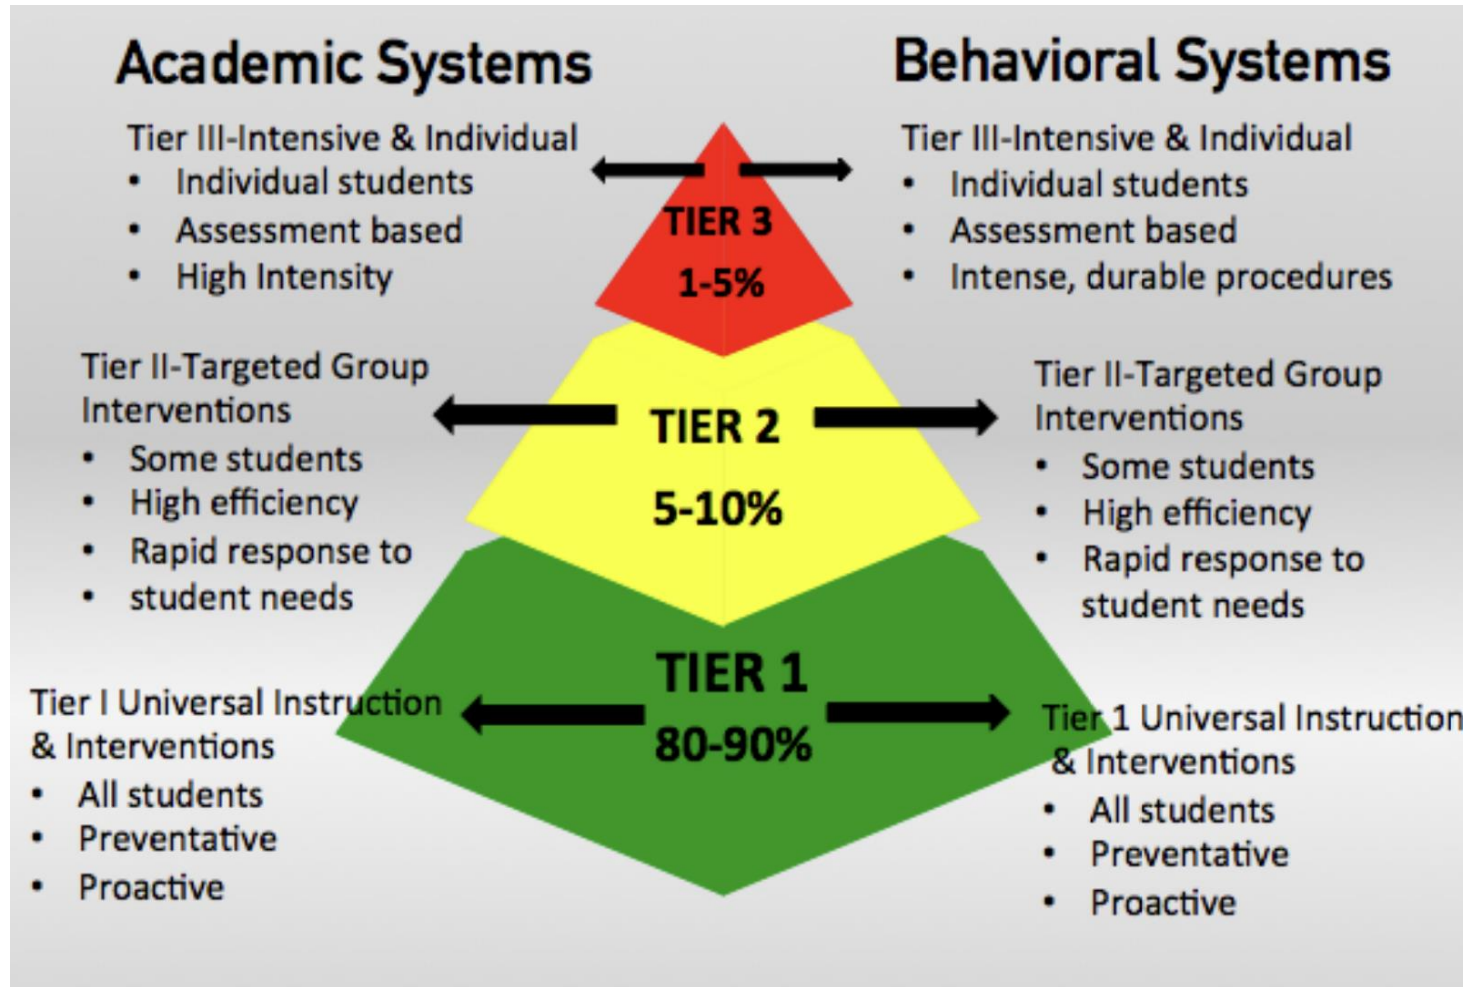 Academic Systems
Tier III-Intensive & Individual
• Individual students
• Assessment based
• High Intensity
Tier II-Targeted Group
Interventions
• Some students
• High efficiency
• Rapid response to
• student needs
Tier I Universal Instruction
& Interventions
• All students
• Preventative
• Proactive
TIER 3
1-5%
TIER 2
5-10%
TIER 1
80-90%
Behavioral Systems
Tier III-Intensive & Individual
• Individual students
• Assessment based
• Intense, durable procedures
Tier II-Targeted Group
Interventions
• Some students
• High efficiency
• Rapid response to
student needs
Tier 1 Universal Instruction
& Interventions
• All students
• Preventative
• Proactive